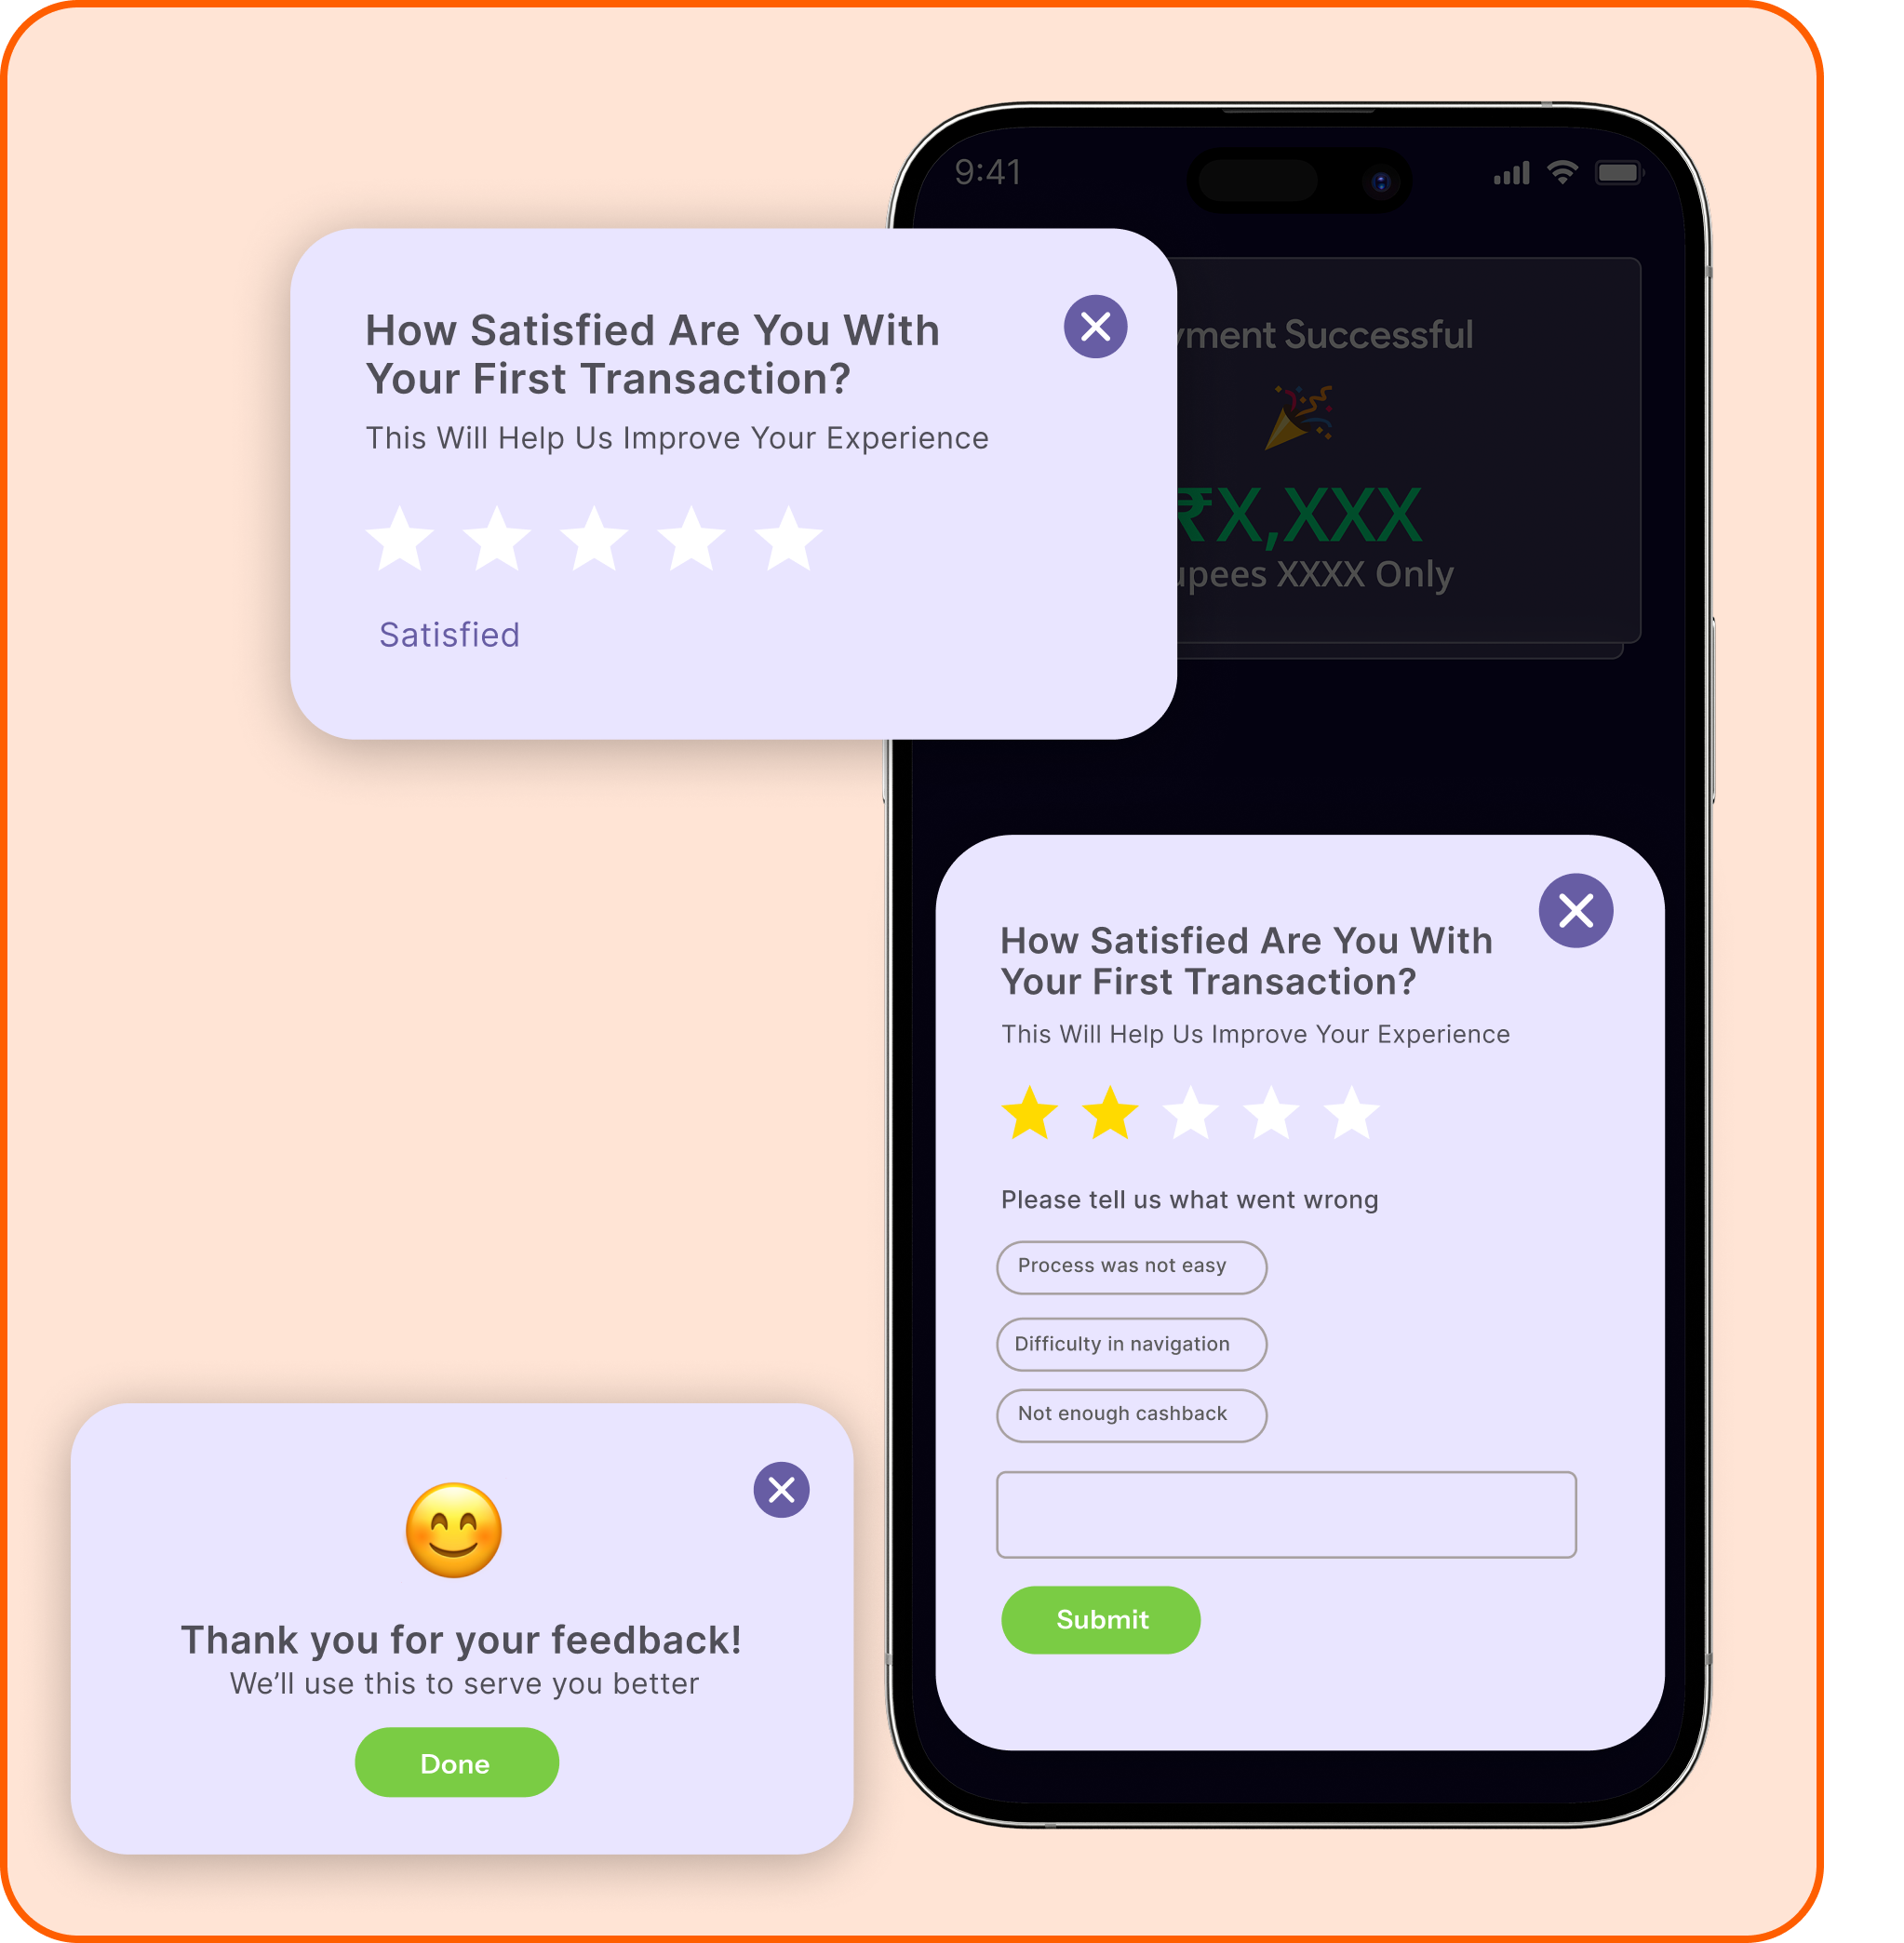 9:41
How Satisfied Are You With
Your First Transaction?
This Will Help Us Improve Your Experience
Satisfied
Successful
₹X,XXX
XXXX Only
How Satisfied Are You With
Your First Transaction?
This Will Help Us Improve Your Experience
Please tell us what went wrong
Process was not easy
Difficulty in navigation
Not enough cashback
Submit
Thank you for your feedback!
We’ll use this to serve you better
Done